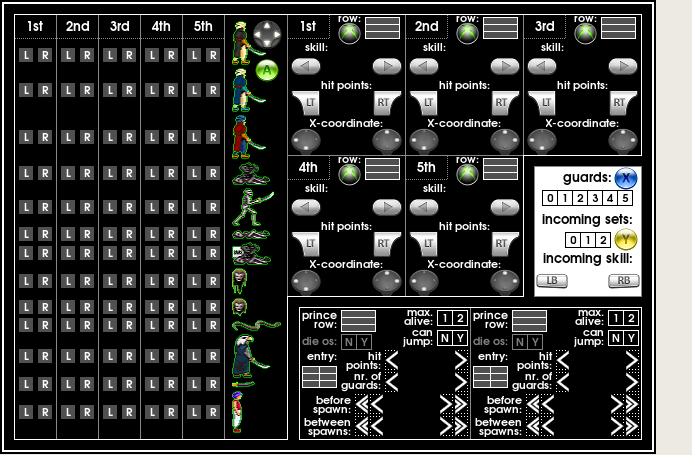 1st 2nd 3rd 4th 5th
L R L R L R L R L R
L R L R L R L R L R
L R L R L R L R L R
L R L R L R L R L R
L R L R L R L R L R
L R L R L R L R L R
L R L R L R L R L R
L R L R L R L R L R
L R L R L R L R L R
L R L R L R L R L R
L R L R L R L R L R
L R L R L R L R L R
L R L R L R L R L R
A
1st row:
skill:
hit points:
LT RT
X-coordinate:
2nd row:
skill:
hit points:
LT RT
X-coordinate:
3rd row:
skill:
hit points:
LT RT
X-coordinate:
4th row:
skill:
hit points:
LT RT
X-coordinate:
5th row:
skill:
hit points:
LT RT
X-coordinate:
guards: X
0 1 2 3 4 5
incoming sets:
0 1 2 Y
incoming skill:
LB RB
prince row:
max. alive: 1 2
die os: N Y
can jump: N Y
entry:
hit points:
nr. of guards:
before spawn:
between spawns:
prince row:
max. alive: 1 2
die os: N Y
can jump: N Y
entry:
hit points:
nr. of guards:
before spawn:
between spawns: